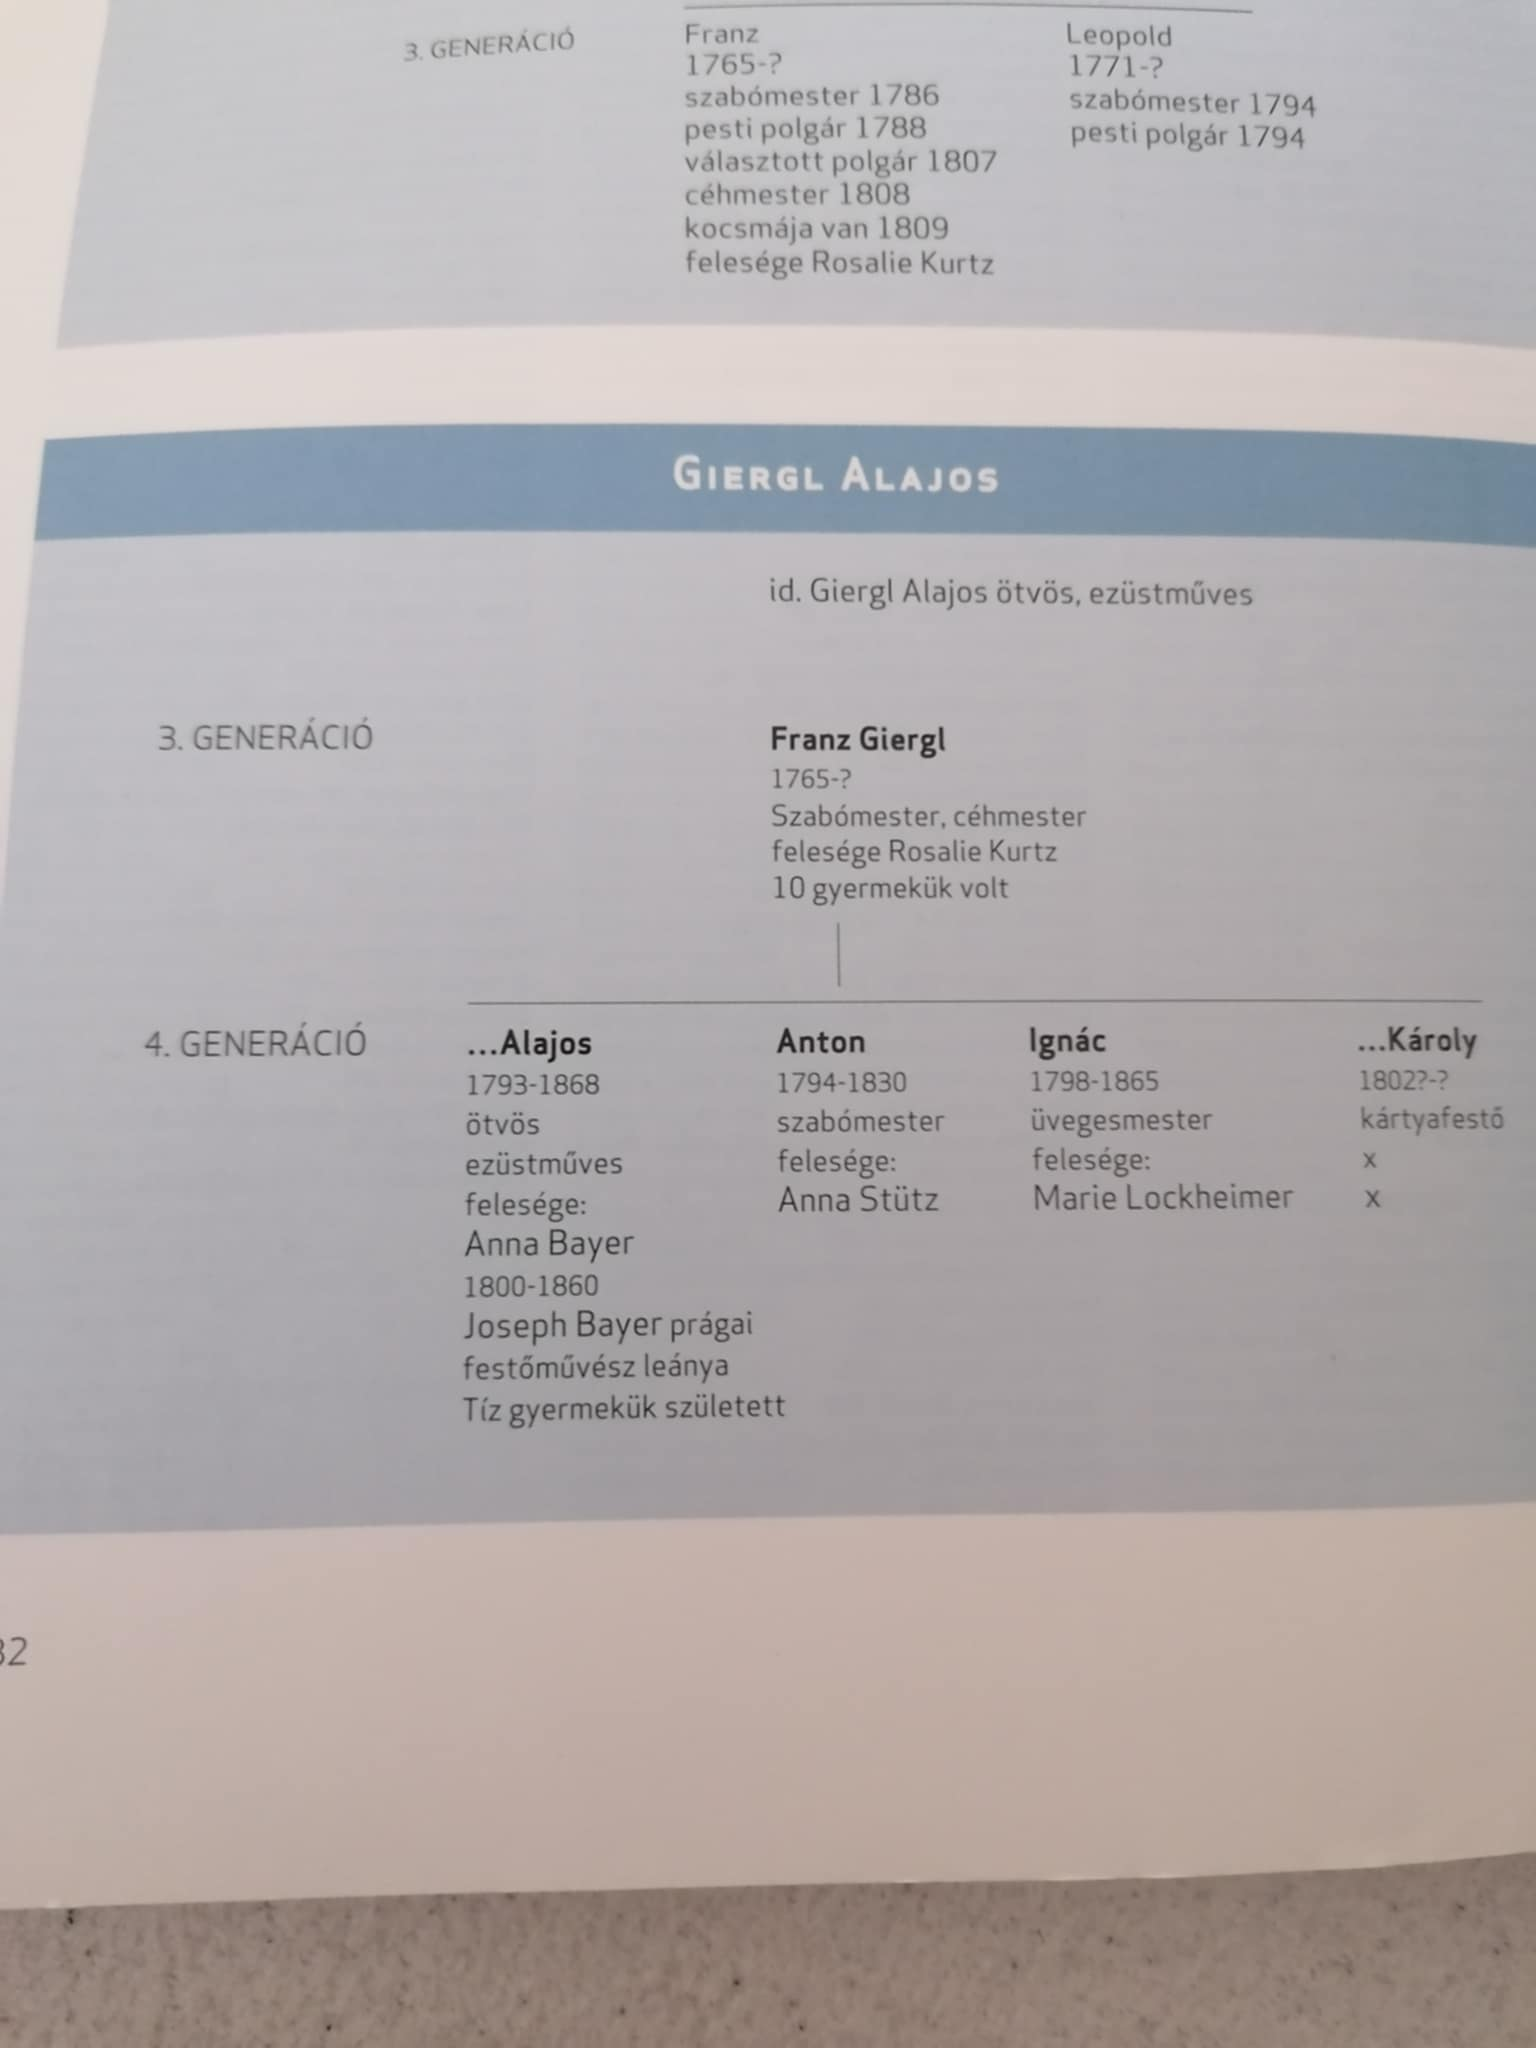 3. GENERÁCIÓ
Franz
1765-?
szabómester 1786
pesti polgár 1788
választott polgár 1807
céhmester 1808
kocsmája van 1809
felesége Rosalie Kurtz
Leopold
1771-?
szabómester 1794
pesti polgár 1794
GIERGL ALAJOS
id. Giergl Alajos ötvös, ezüstműves
3. GENERÁCIÓ
Franz Giergl
1765-?
Szabómester, céhmester
felesége Rosalie Kurtz
10 gyermekük volt
4. GENERÁCIÓ
...Alajos
1793-1868
ötvös
ezüstműves
felesége:
Anna Bayer
1800-1860
Joseph Bayer prágai
festőművész leánya
Tíz gyermekük született
Anton
1794-1830
szabómester
felesége:
Anna Stütz
Ignác
1798-1865
üvegesmester
felesége:
Marie Lockheimer
...Károly
1802?-?
kártyafestő
x
x
32